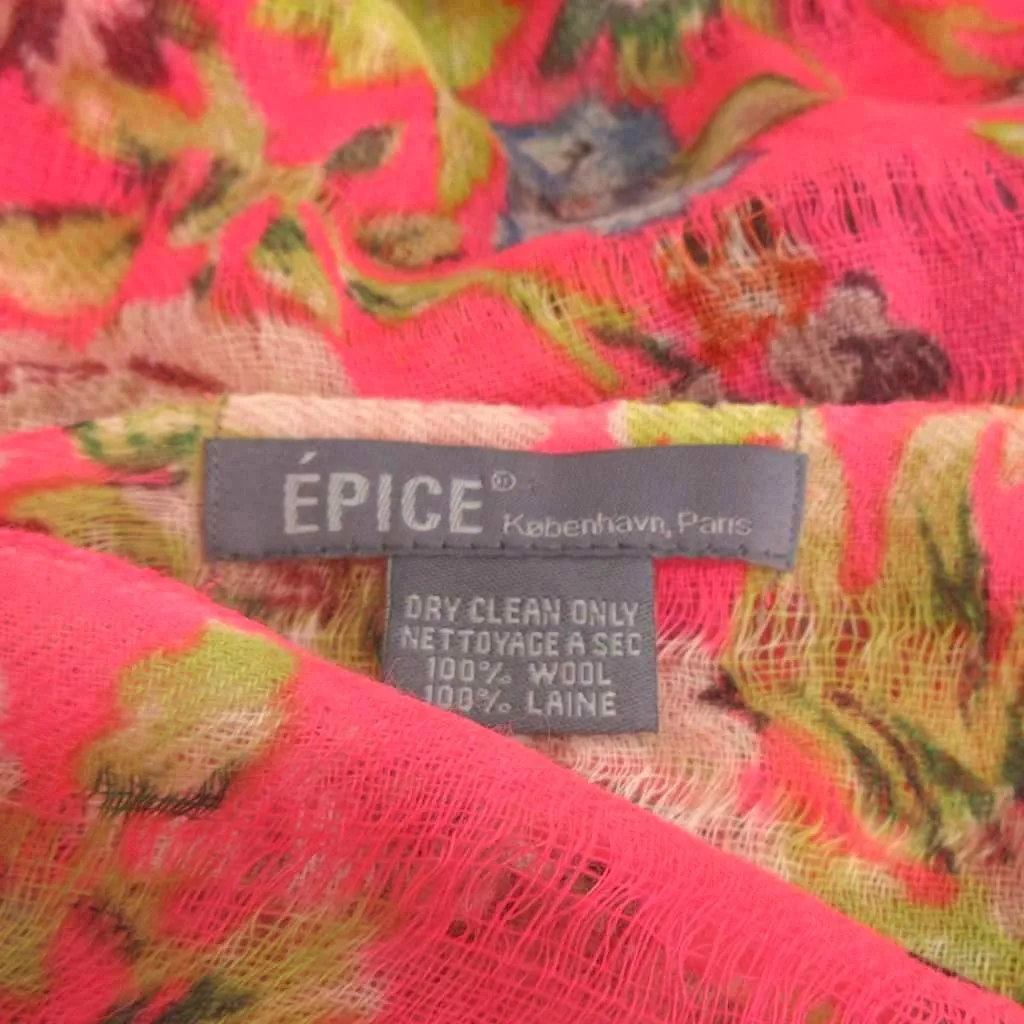 ÉPICE® København, Paris
DRY CLEAN ONLY
NETTOYAGE A SEC
100% WOOL
100% LAINE